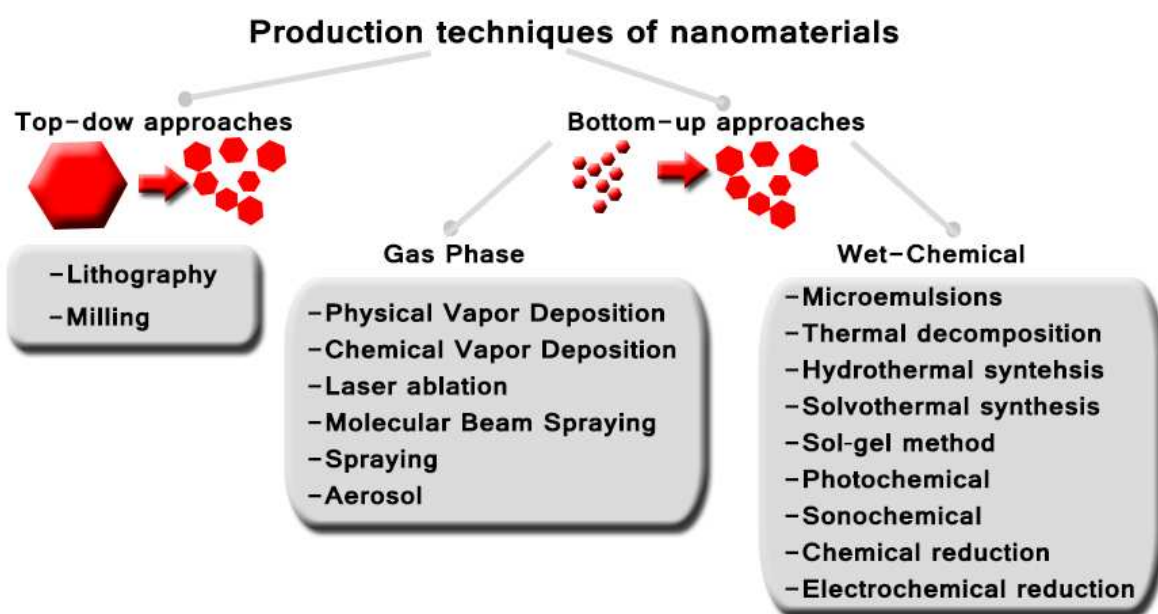 Production techniques of nanomaterials
Top-dow approaches
-Lithography
-Milling
Bottom-up approaches
Gas Phase
-Physical Vapor Deposition
-Chemical Vapor Deposition
-Laser ablation
-Molecular Beam Spraying
-Spraying
-Aerosol
Wet-Chemical
-Microemulsions
-Thermal decomposition
-Hydrothermal syntehsis
-Solvothermal synthesis
-Sol-gel method
-Photochemical
-Sonochemical
-Chemical reduction
-Electrochemical reduction